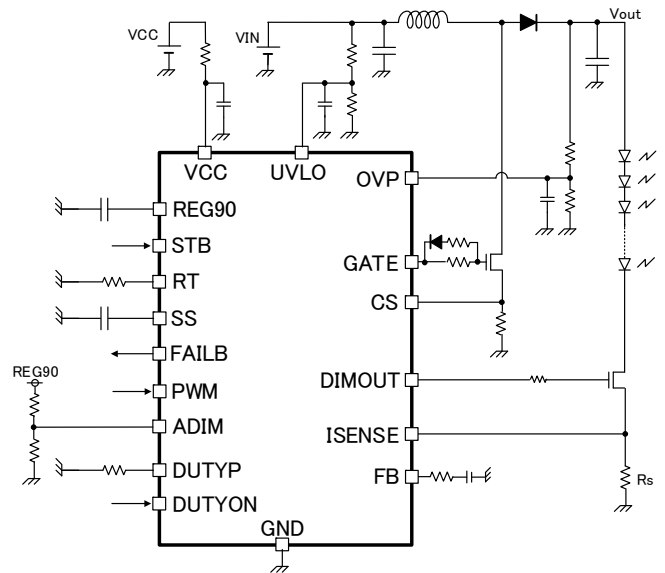 VCC
VIN
Vout
VCC
UVLO
OVP
REG90
STB
RT
GATE
SS
CS
FAILB
REG90
PWM
DIMOUT
ADIM
ISENSE
DUTYP
FB
Rs
DUTYON
GND